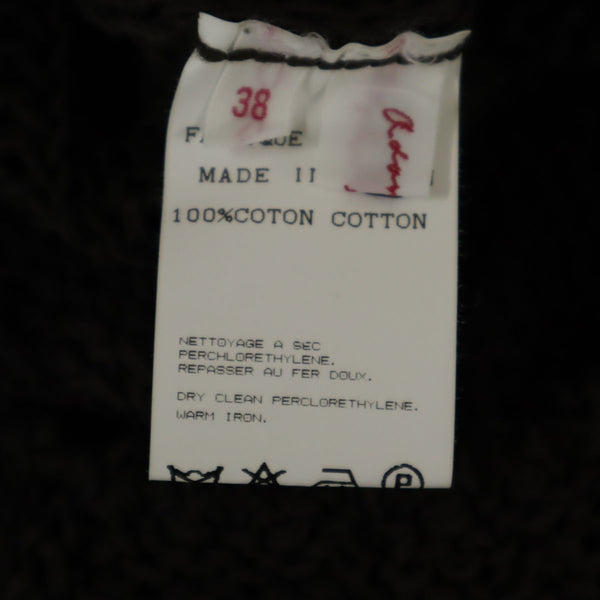 38
MADE
100%COTON COTTON
NETTOYAGE A SEC
PERCHLORETHYLENE.
REPASSER AU FER DOUX.
DRY CLEAN PERCLORETHYLENE.
WARM IRON.
P